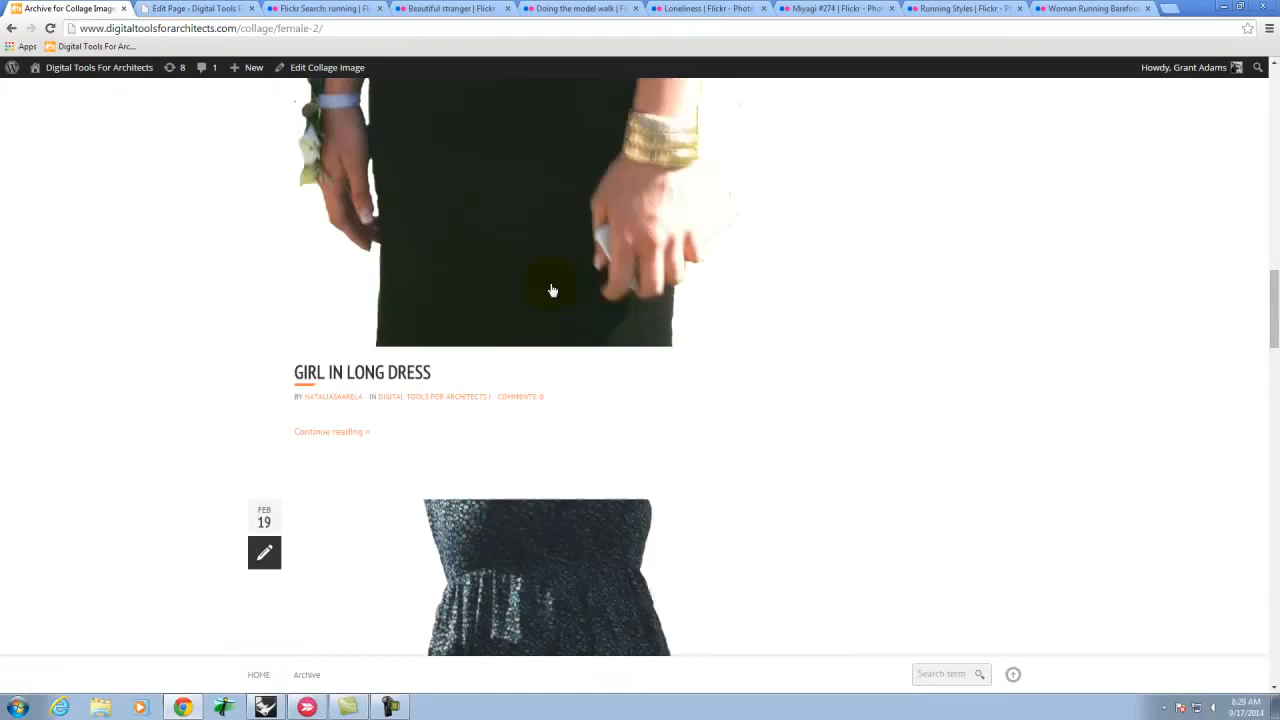 Archive for Collage Image
Edit Page ‹ Digital Tools F
Flickr Search: running | Fl
Beautiful stranger | Flickr
Doing the model walk | Fl
Loneliness | Flickr - Photo
Miyagi #274 | Flickr - Phot
Running Styles | Flickr - P
Woman Running Barefoo
www.digitaltoolsforarchitects.com/collage/female-2/
Apps
Digital Tools For Arc...
Digital Tools For Architects
8
1
New
Edit Collage Image
Howdy, Grant Adams
GIRL IN LONG DRESS
BY NATALIASAARELA IN DIGITAL TOOLS FOR ARCHITECTS | COMMENTS: 0
Continue reading »
FEB
19
HOME
Archive
Search term
8:29 AM
9/17/2014